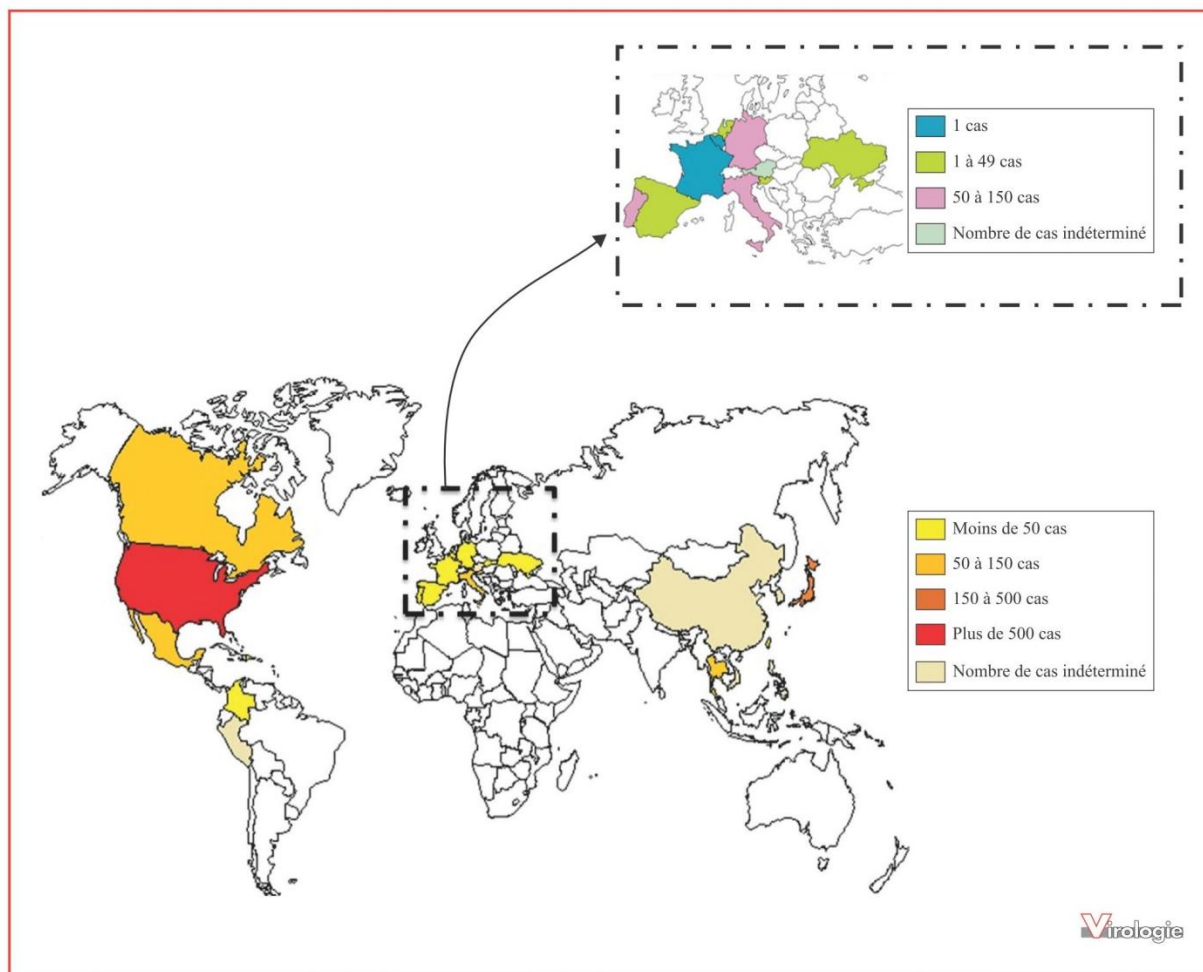 1 cas
1 à 49 cas
50 à 150 cas
Nombre de cas indéterminé
Moins de 50 cas
50 à 150 cas
150 à 500 cas
Plus de 500 cas
Nombre de cas indéterminé
Virologie